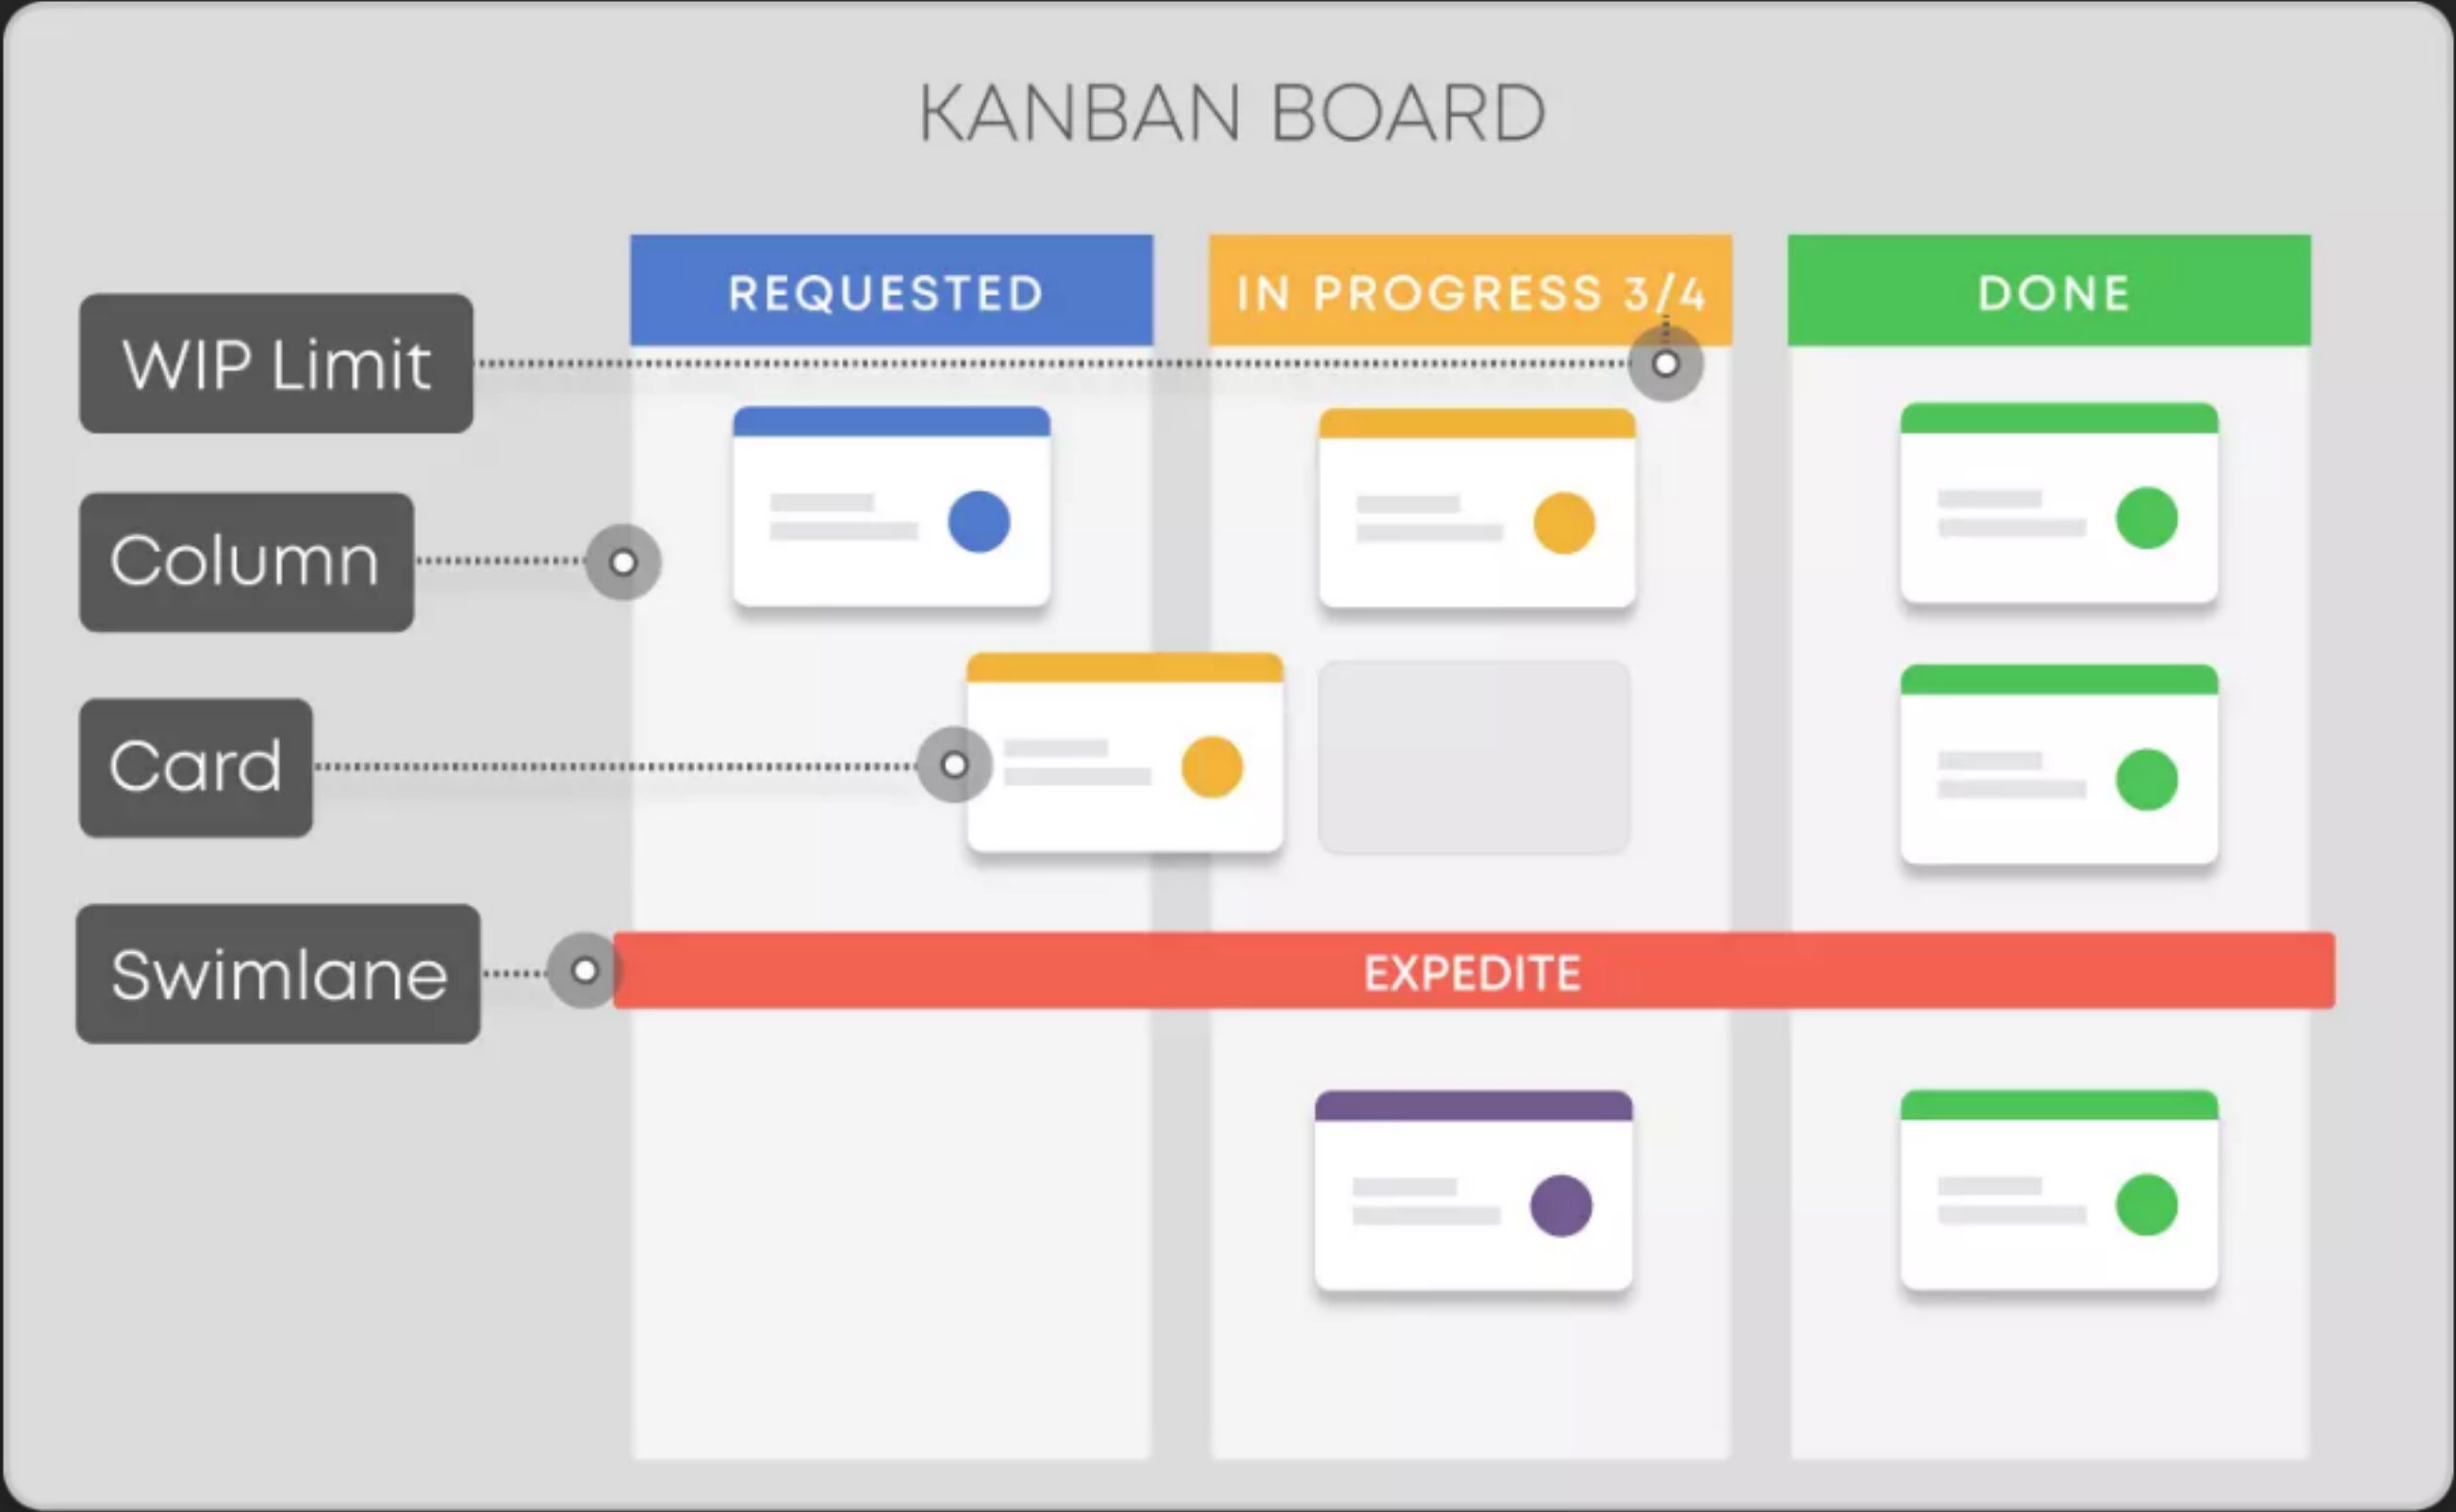 KANBAN BOARD
REQUESTED
IN PROGRESS 3/4
DONE
WIP Limit
Column
Card
Swimlane
EXPEDITE